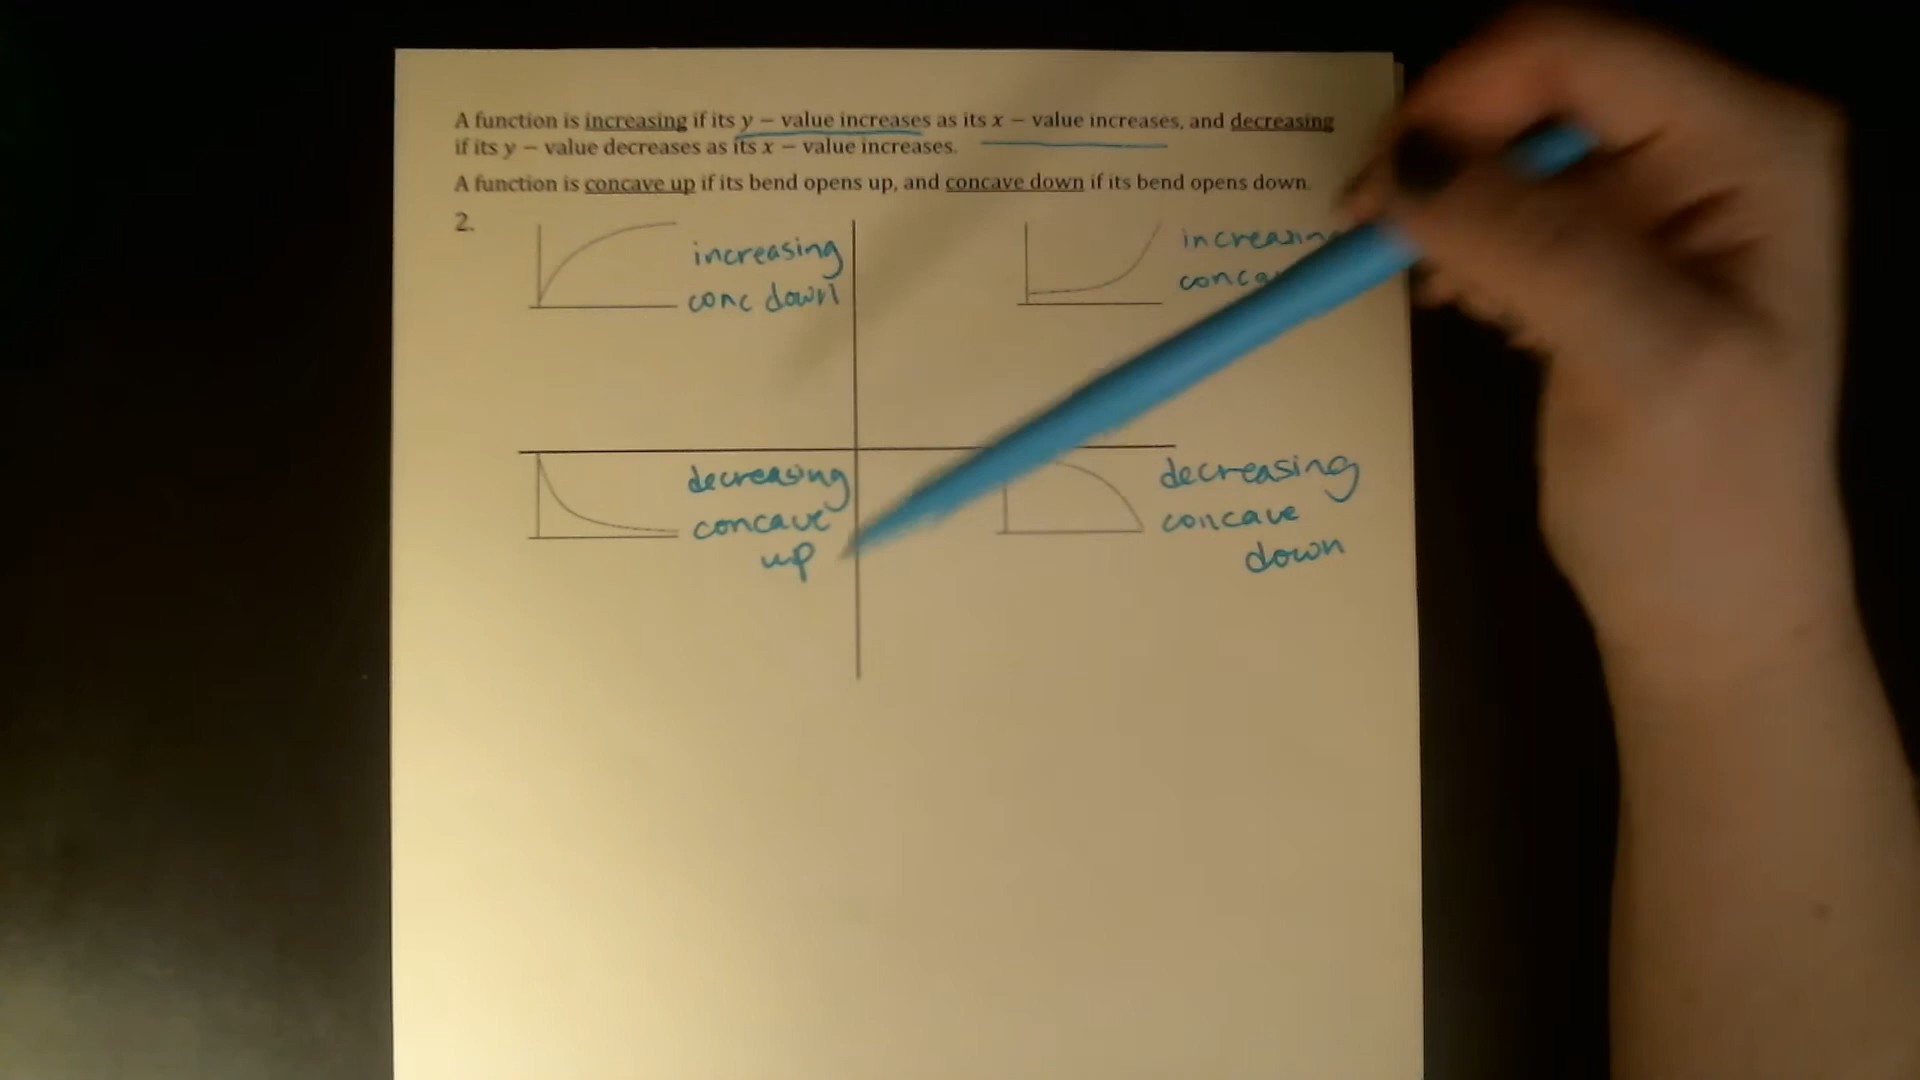 A function is increasing if its y – value increases as its x – value increases, and decreasing
if its y – value decreases as its x – value increases.
A function is concave up if its bend opens up, and concave down if its bend opens down.
2.
increasing
conc down
decreasing
concave
up
decreasing
concave
down